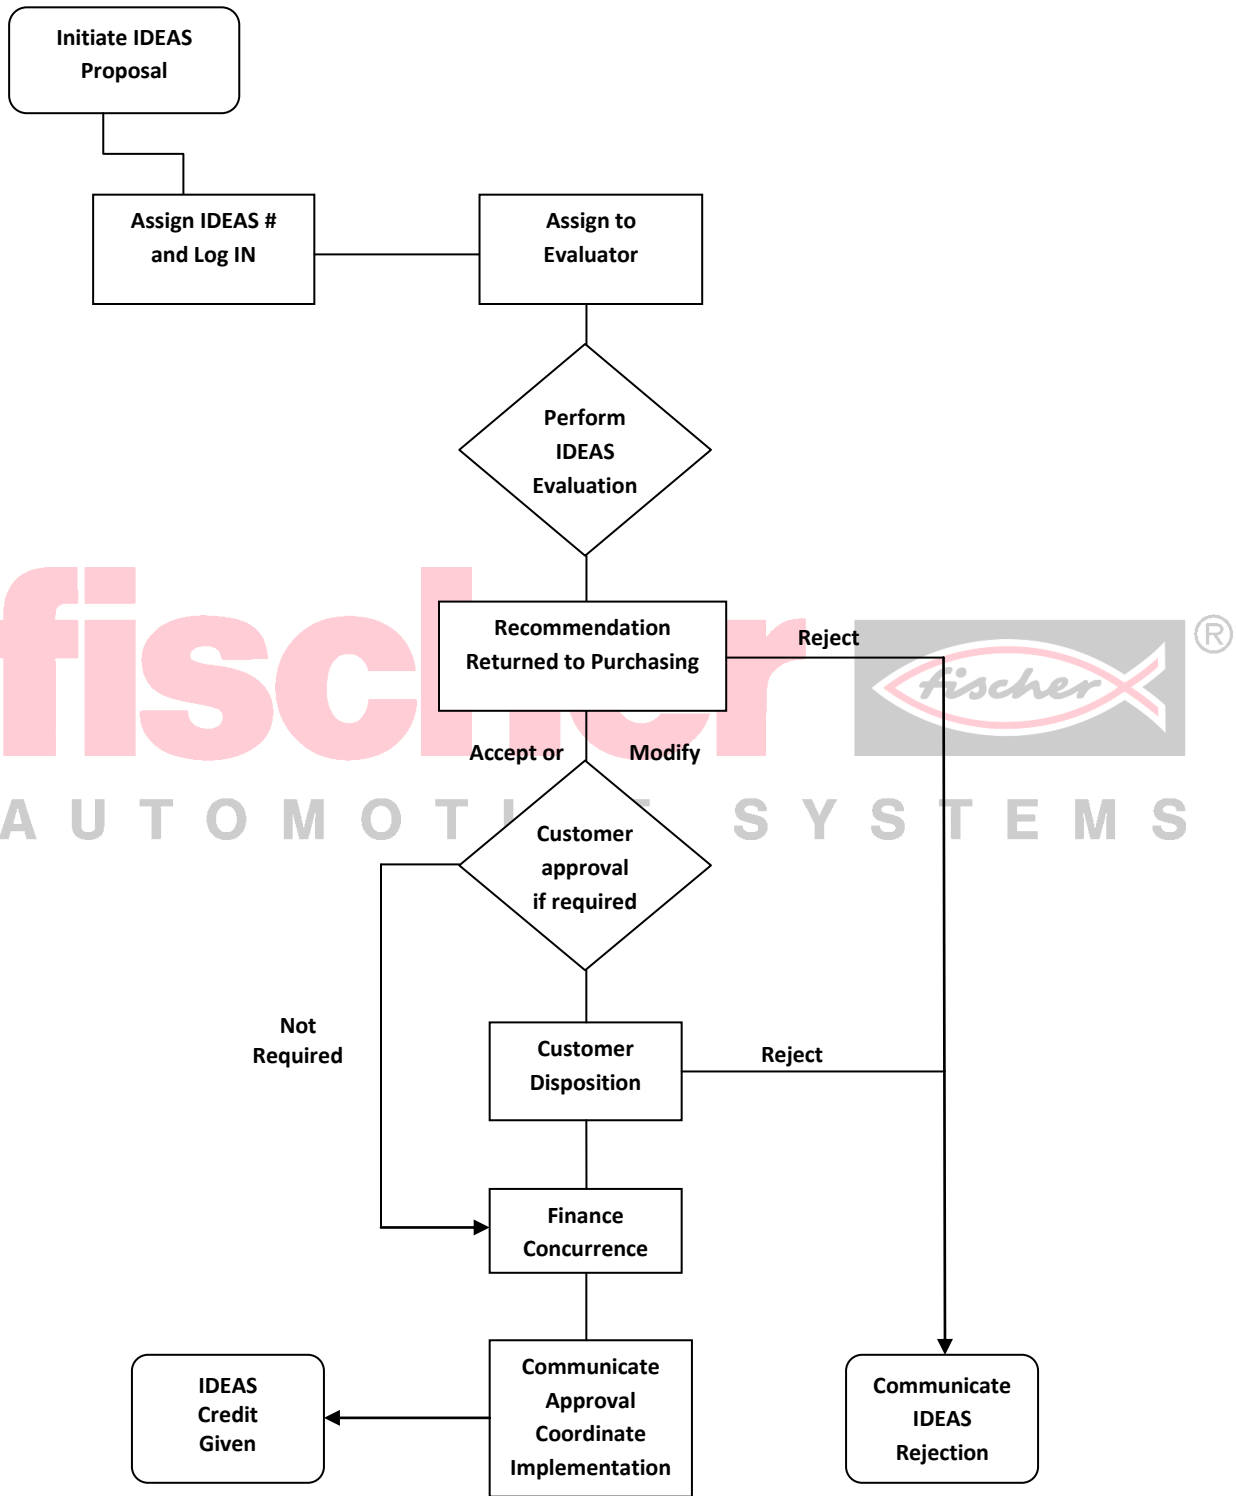 Initiate IDEAS
Proposal
Assign IDEAS #
and Log IN
Assign to
Evaluator
Perform
IDEAS
Evaluation
fischer
Recommendation
Returned to Purchasing
Reject
fischer
®
Accept or Modify
AUTOMOTIVE SYSTEMS
Customer
approval
if required
Not
Required
Customer
Disposition
Reject
Finance
Concurrence
Communicate
Approval
Coordinate
Implementation
IDEAS
Credit
Given
Communicate
IDEAS
Rejection